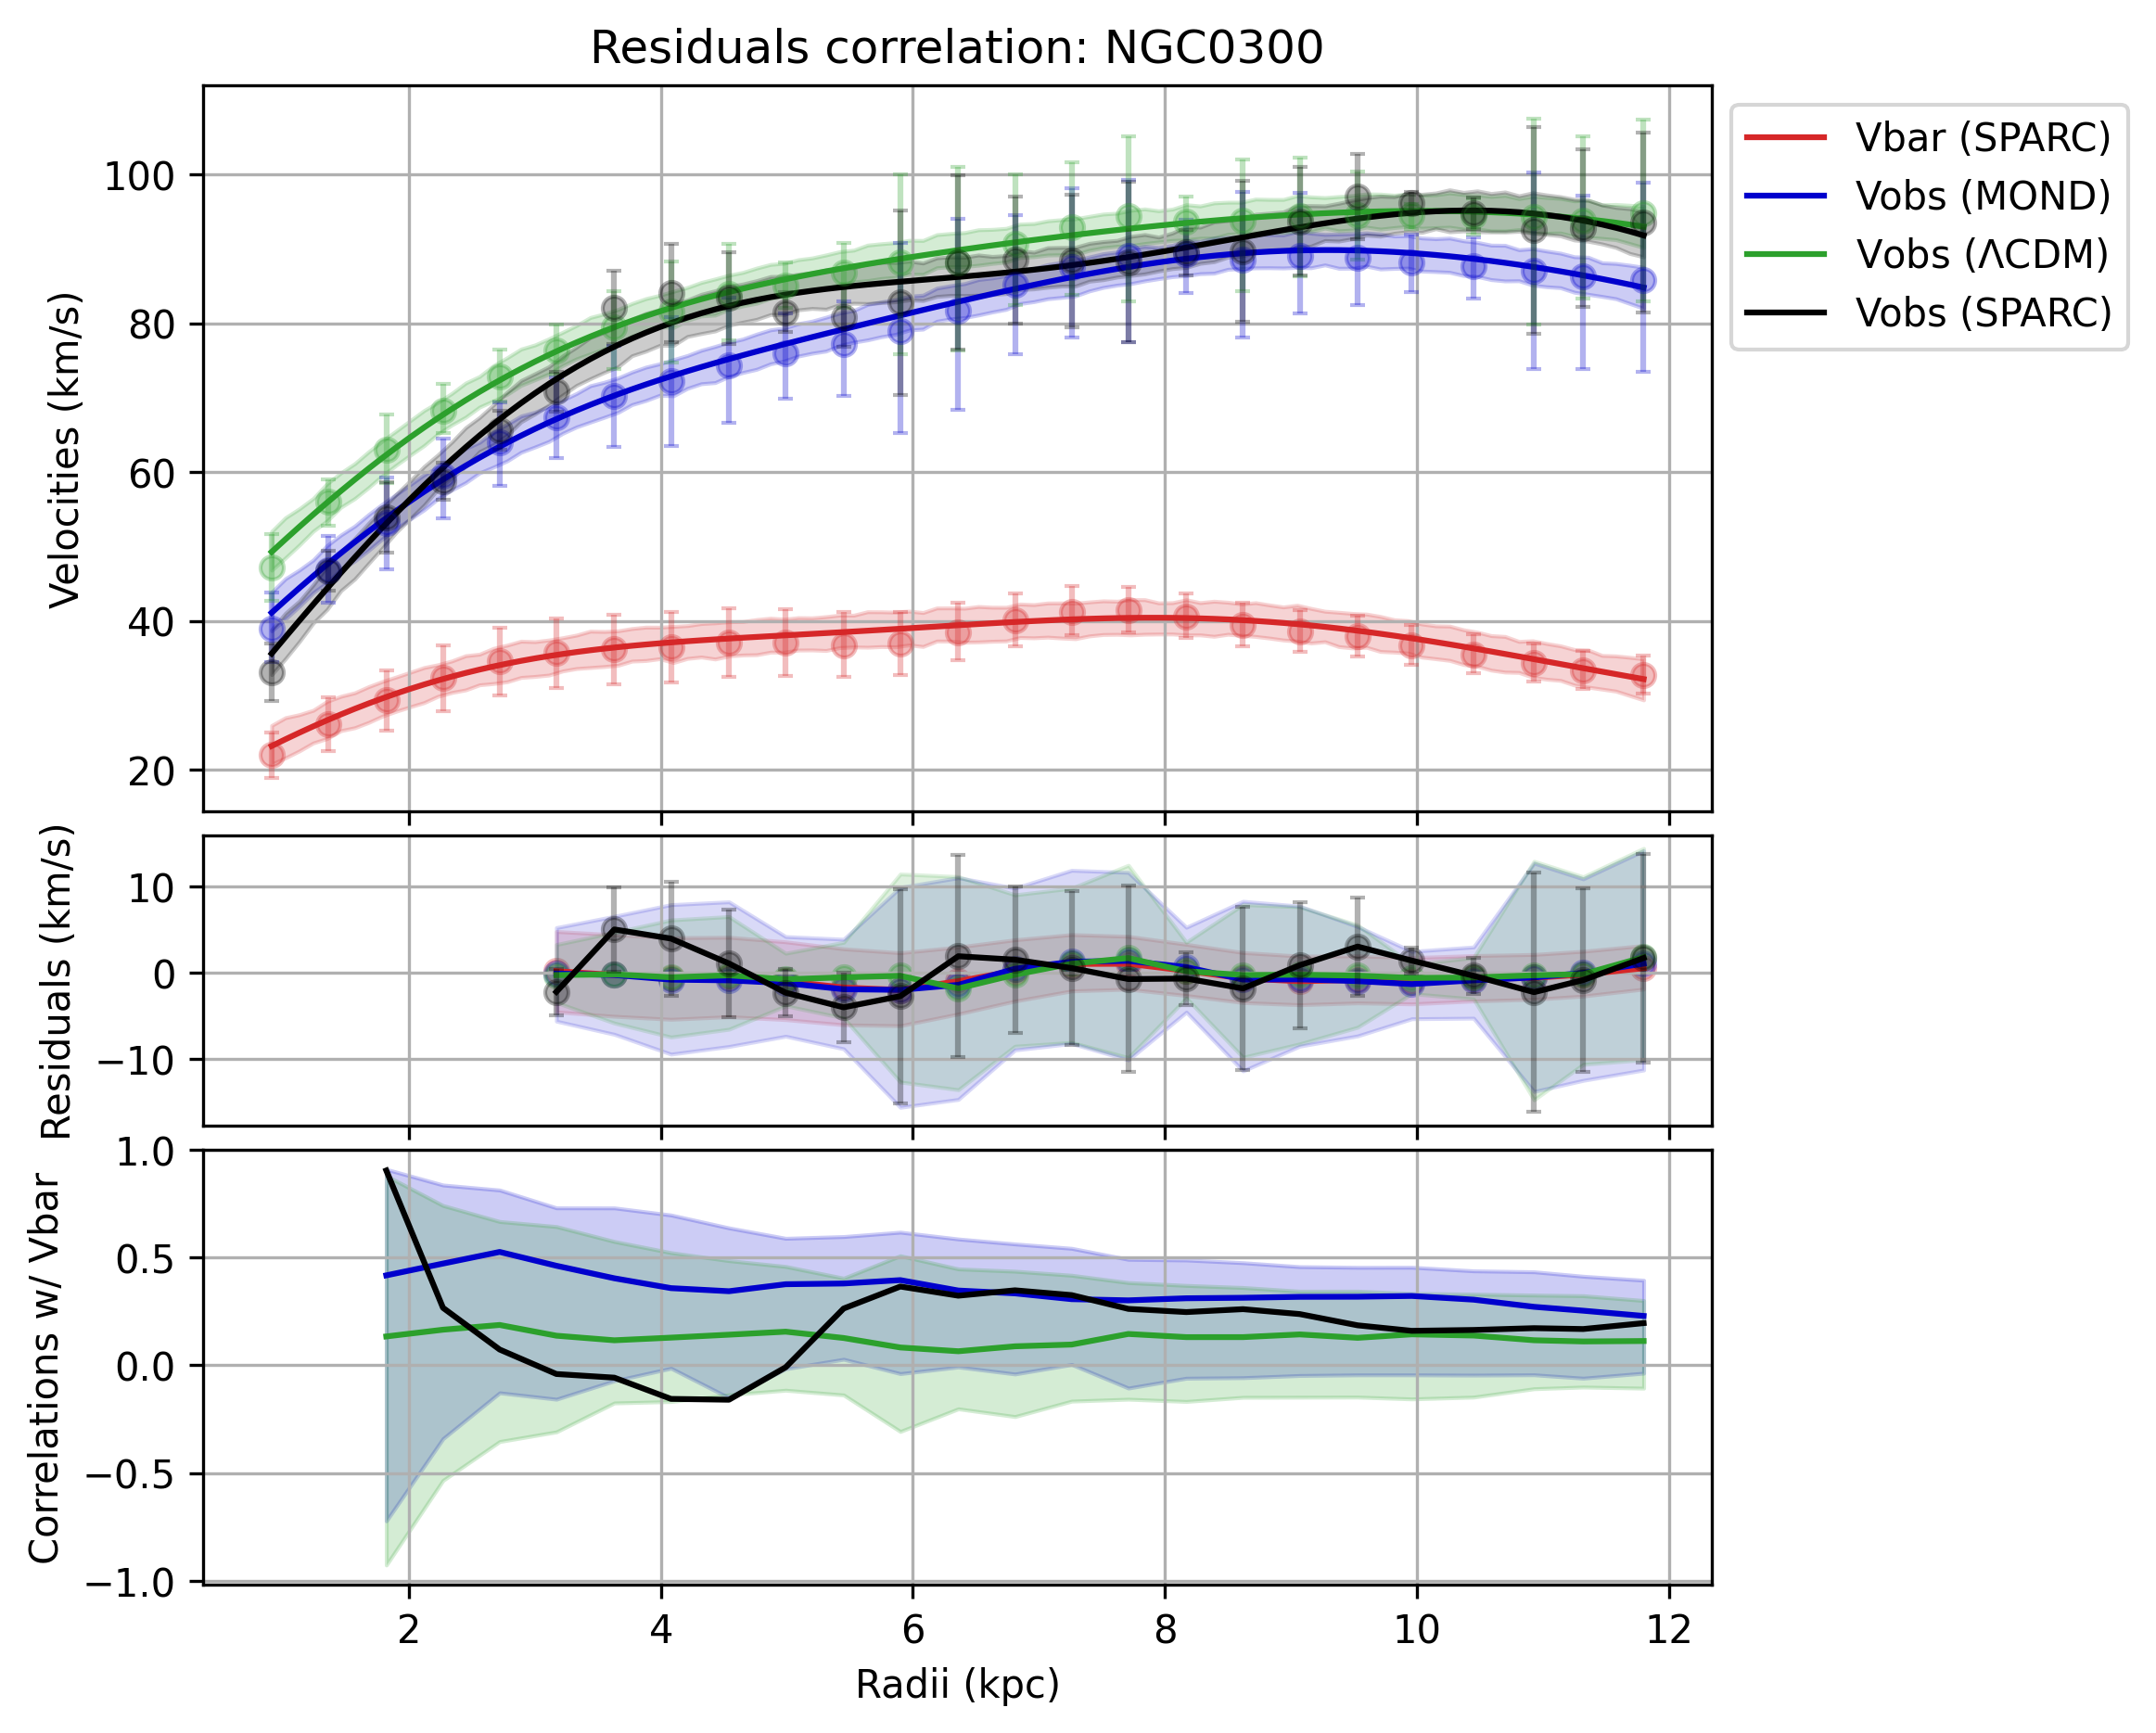 Residuals correlation: NGC0300
Velocities (km/s)
100
80
60
40
20
Vbar (SPARC)
Vobs (MOND)
Vobs (ΛCDM)
Vobs (SPARC)
Residuals (km/s)
10
0
−10
Correlations w/ Vbar
1.0
0.5
0.0
−0.5
−1.0
2 4 6 8 10 12
Radii (kpc)